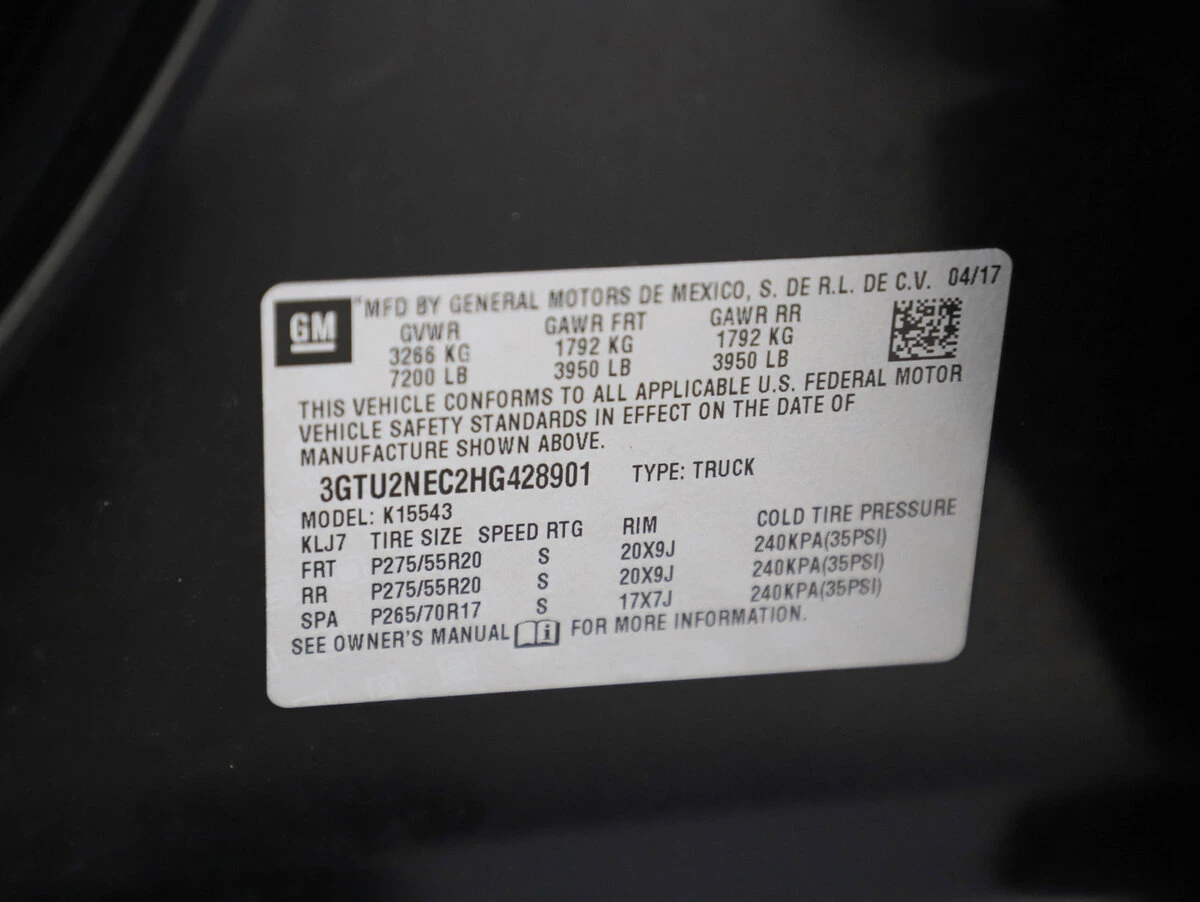 GM
MFD BY GENERAL MOTORS DE MEXICO, S. DE R.L. DE C.V. 04/17
GVWR GAWR FRT GAWR RR
3266 KG 1792 KG 1792 KG
7200 LB 3950 LB 3950 LB
THIS VEHICLE CONFORMS TO ALL APPLICABLE U.S. FEDERAL MOTOR
VEHICLE SAFETY STANDARDS IN EFFECT ON THE DATE OF
MANUFACTURE SHOWN ABOVE.
3GTU2NEC2HG428901 TYPE: TRUCK
MODEL: K15543
KLJ7 TIRE SIZE SPEED RTG RIM COLD TIRE PRESSURE
FRT P275/55R20 S 20X9J 240KPA(35PSI)
RR P275/55R20 S 20X9J 240KPA(35PSI)
SPA P265/70R17 S 17X7J 240KPA(35PSI)
SEE OWNER'S MANUAL i FOR MORE INFORMATION.